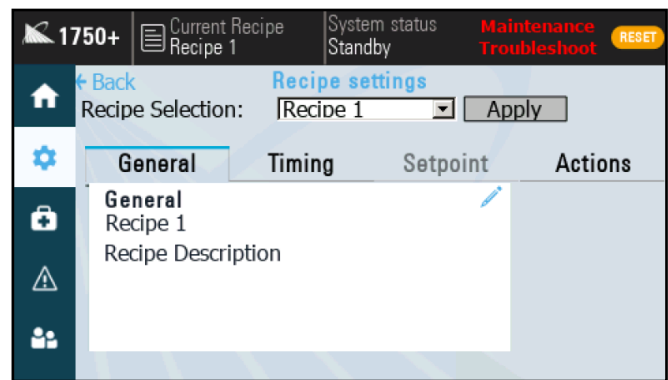 1750+
Current Recipe
Recipe 1
System status
Standby
Maintenance
Troubleshoot
RESET
Back
Recipe settings
Recipe Selection:
Recipe 1
Apply
General
Timing
Setpoint
Actions
General
Recipe 1
Recipe Description